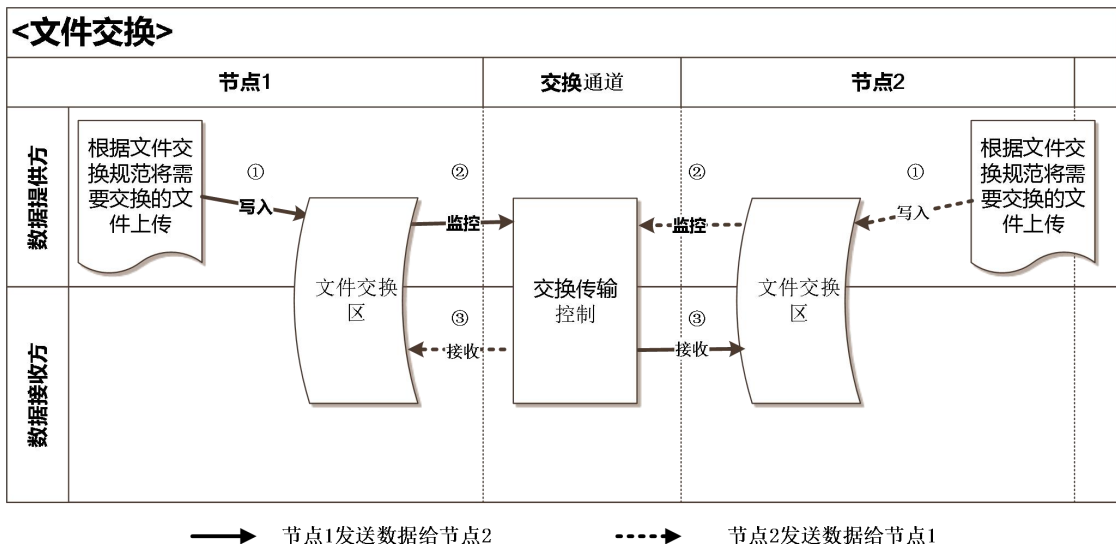 <文件交换>
节点1
交换通道
节点2
数据提供方
根据文件交
换规范将需
要交换的文
件上传
①
写入
②
监控
②
监控
①
写入
根据文件交
换规范将需
要交换的文
件上传
数据接收方
文件交换
区
③
接收
交换传输
控制
③
接收
文件交换
区
节点1发送数据给节点2
节点2发送数据给节点1